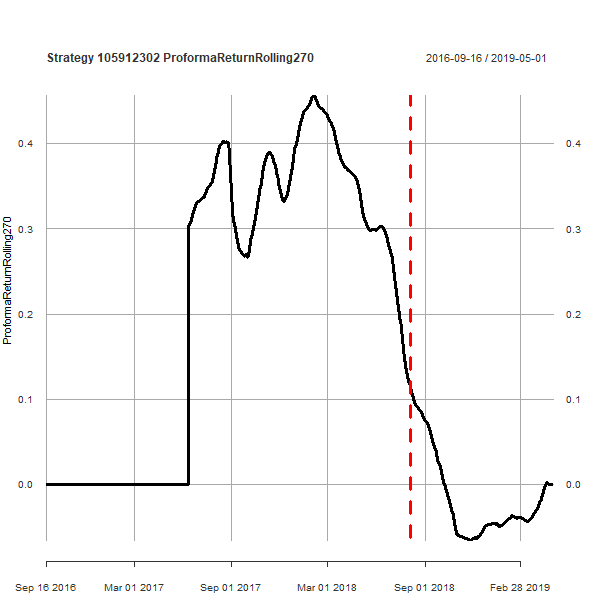 Strategy 105912302 ProformaReturnRolling270
2016-09-16 / 2019-05-01
ProformaReturnRolling270
0.4
0.3
0.2
0.1
0.0
0.4
0.3
0.2
0.1
0.0
Sep 16 2016
Mar 01 2017
Sep 01 2017
Mar 01 2018
Sep 01 2018
Feb 28 2019